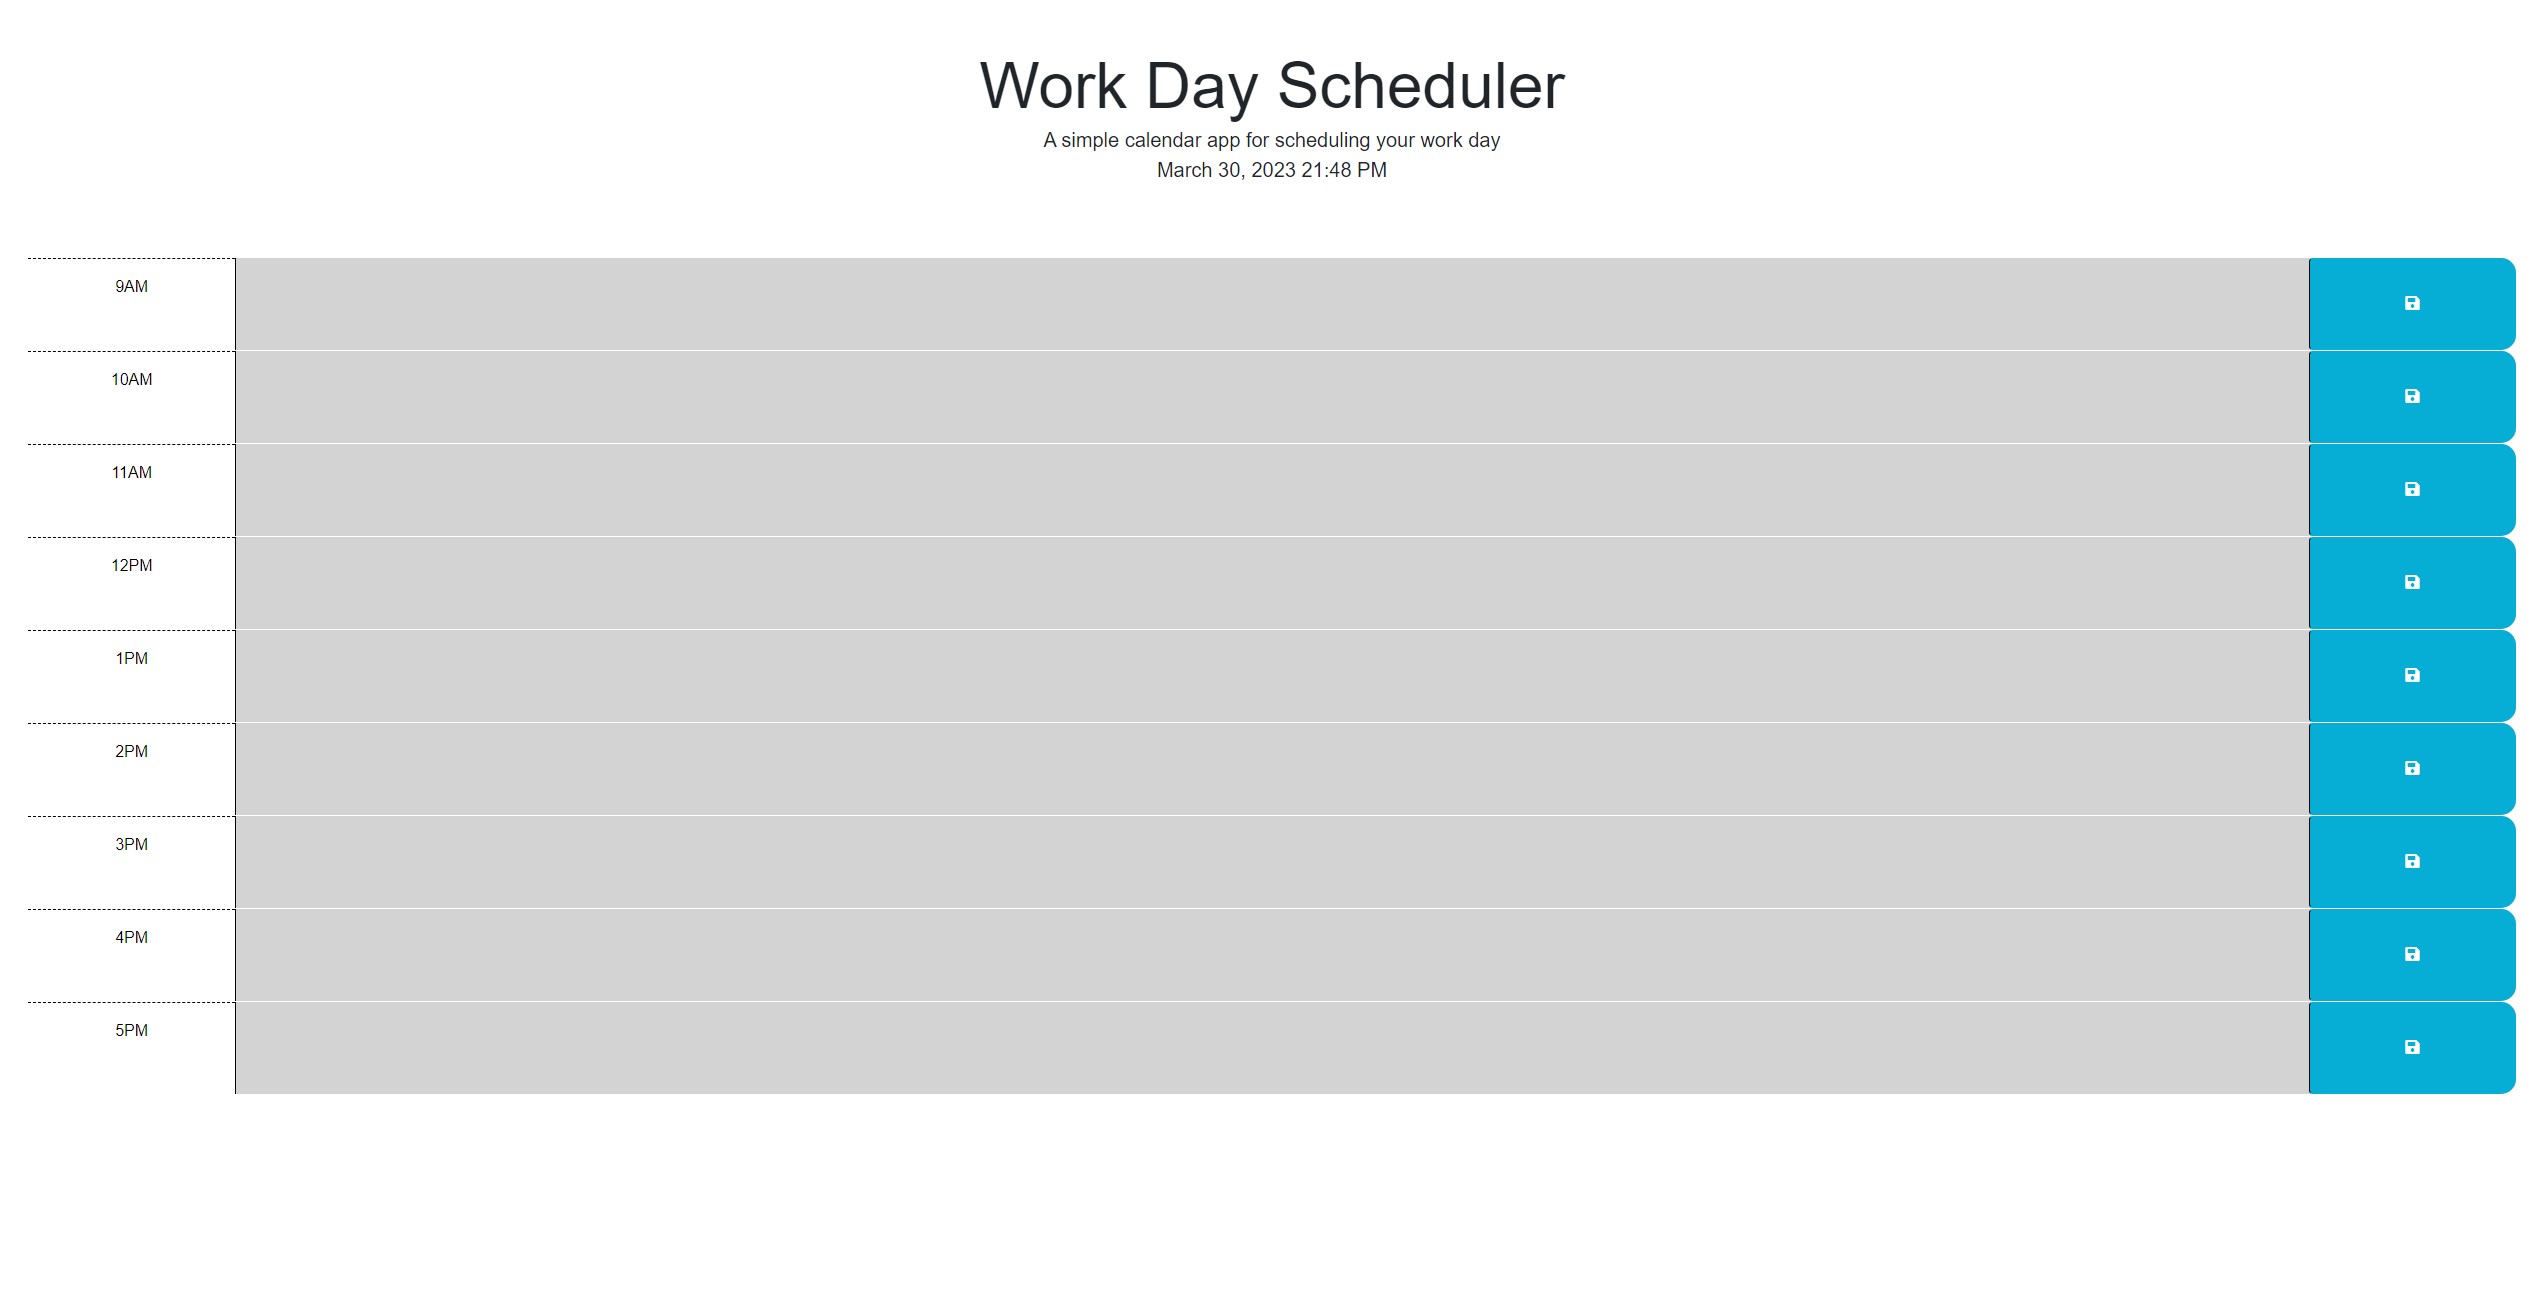 Work Day Scheduler
A simple calendar app for scheduling your work day
March 30, 2023 21:48 PM
9AM
10AM
11AM
12PM
1PM
2PM
3PM
4PM
5PM